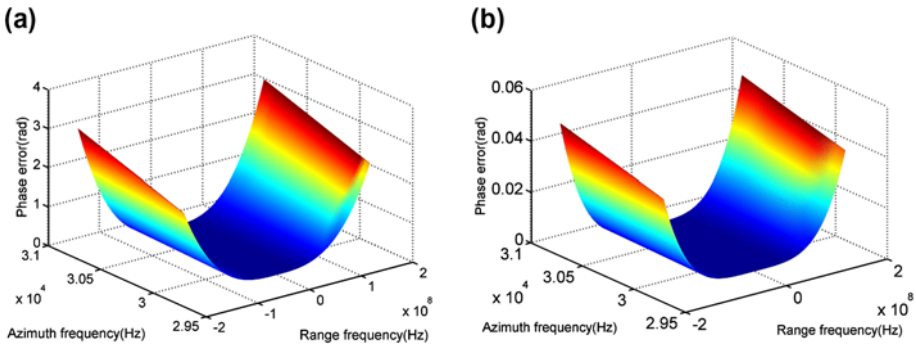 (a)
4
3
2
1
0
Phase error(rad)
3.1
3.05
3
2.95
x 10^4
Azimuth frequency(Hz)
-2
-1
0
1
2
x 10^8
Range frequency(Hz)
(b)
0.06
0.04
0.02
0
Phase error(rad)
3.1
3.05
3
2.95
x 10^4
Azimuth frequency(Hz)
-2
0
2
x 10^8
Range frequency(Hz)